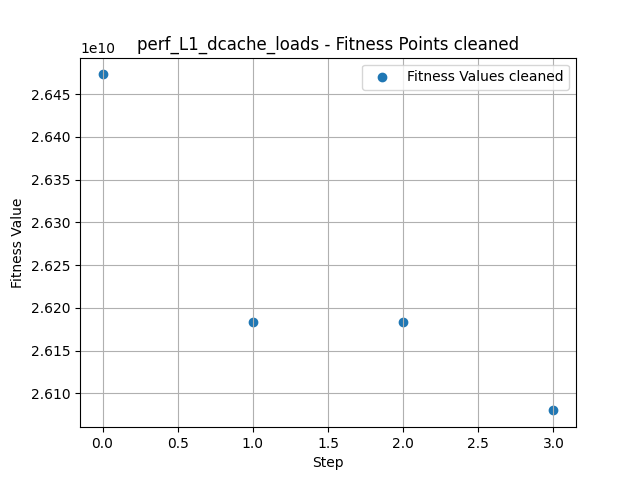 perf_L1_dcache_loads - Fitness Points cleaned
1e10
Fitness Values cleaned
2.645
2.640
2.635
2.630
2.625
2.620
2.615
2.610
Fitness Value
0.0 0.5 1.0 1.5 2.0 2.5 3.0
Step